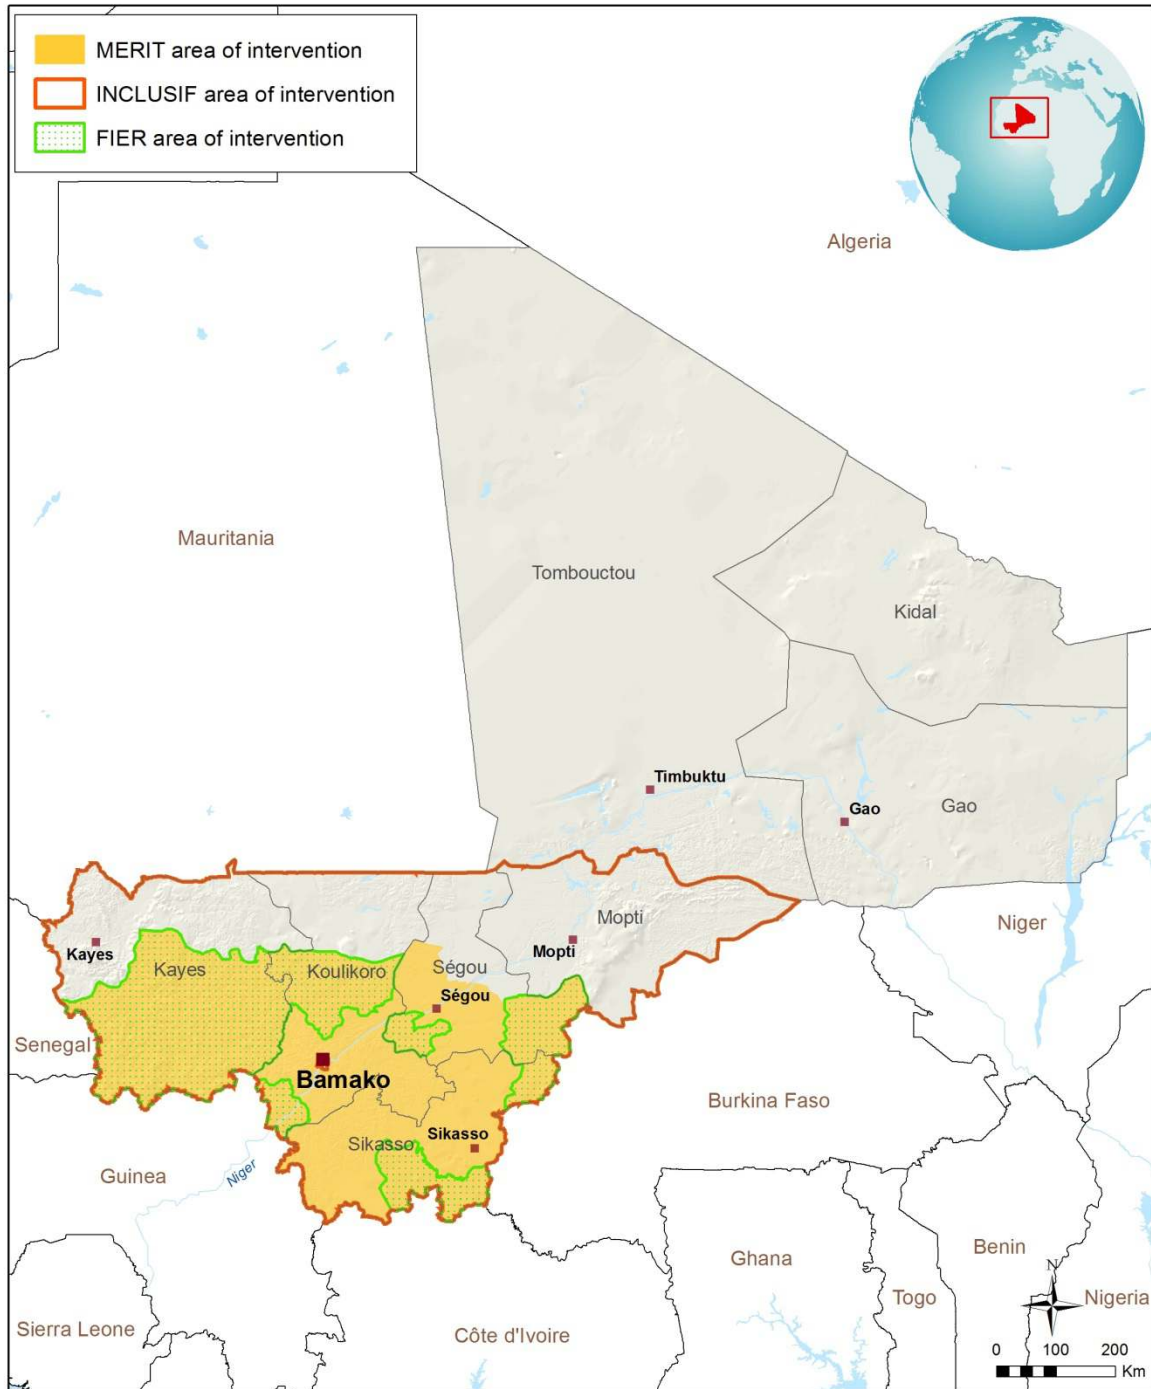 MERIT area of intervention
INCLUSIF area of intervention
FIER area of intervention
Algeria
Mauritania
Tombouctou
Kidal
Timbuktu
Gao
Gao
Mopti
Niger
Kayes
Kayes
Koulikoro
Ségou
Mopti
Ségou
Senegal
Bamako
Burkina Faso
Sikasso
Sikasso
Guinea
Niger
Benin
Ghana
N
Togo
Nigeria
Sierra Leone
Côte d'Ivoire
0 100 200
Km